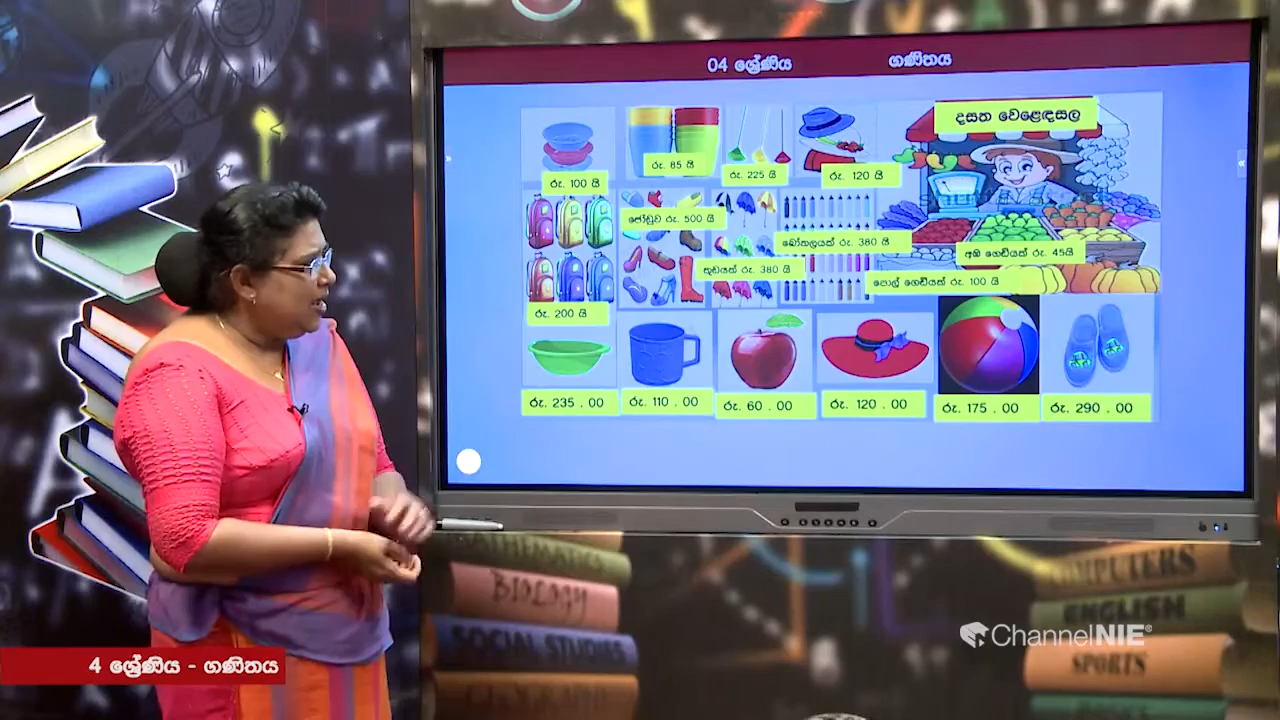 04 ශ්‍රේණිය ගණිතය
දසත වෙළෙඳසල
රු. 100 යි
රු. 85 යි
රු. 225 යි
රු. 120 යි
ජෝඩුව රු. 500 යි
බෝතලයක් රු. 380 යි
අඹ ගෙඩියක් රු. 45යි
කුඩයක් රු. 380 යි
පොල් ගෙඩියක් රු. 100 යි
රු. 200 යි
රු. 235 . 00
රු. 110 . 00
රු. 60 . 00
රු. 120 . 00
රු. 175 . 00
රු. 290 . 00
MATHEMATICS
BIOLOGY
SOCIAL STUDIES
COMPUTERS
ENGLISH
SPORTS
ChannelNIE®
4 ශ්‍රේණිය - ගණිතය